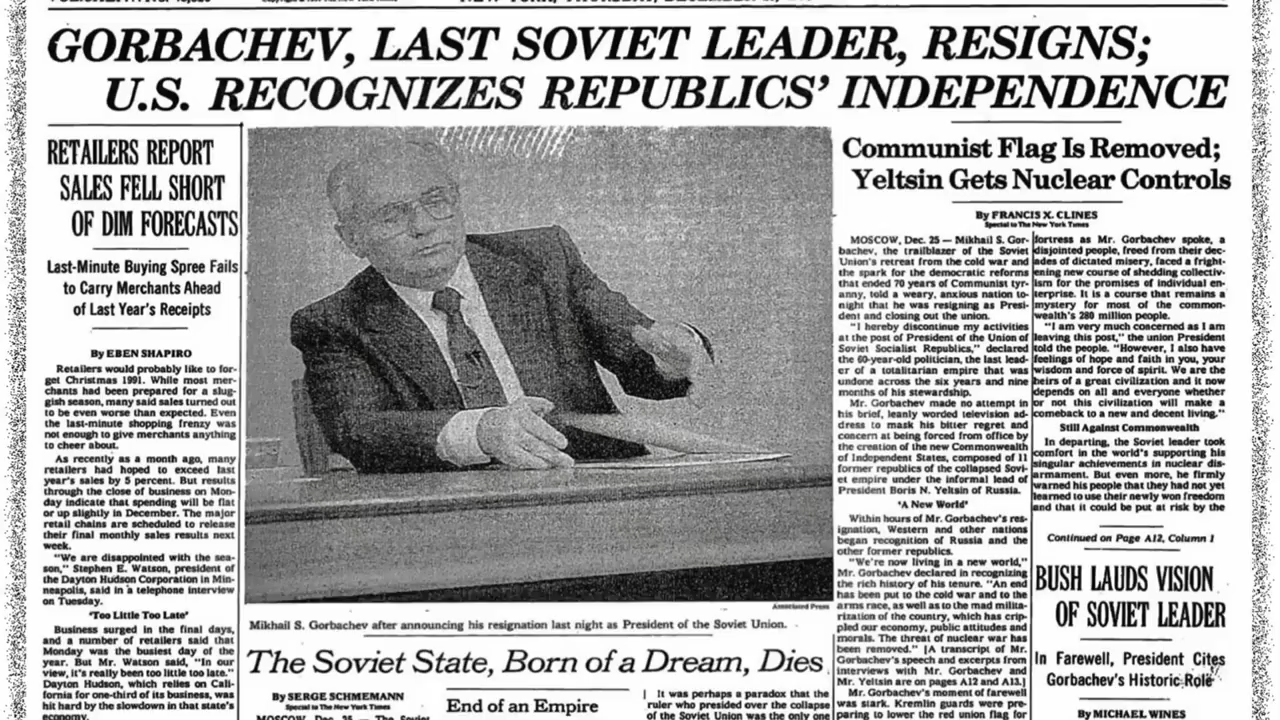 NEW YORK, THURSDAY, DECEMBER
GORBACHEV, LAST SOVIET LEADER, RESIGNS;
U.S. RECOGNIZES REPUBLICS' INDEPENDENCE
RETAILERS REPORT
SALES FELL SHORT
OF DIM FORECASTS
Last-Minute Buying Spree Fails
to Carry Merchants Ahead
of Last Year's Receipts
By EBEN SHAPIRO
Retailers would probably like to for-
get Christmas 1991. While most mer-
chants had been prepared for a slug-
gish season, many said sales turned out
to be even worse than expected. Even
the last-minute shopping frenzy was
not enough to give merchants anything
to cheer about.
As recently as a month ago, many
retailers had hoped to exceed last
year's sales by 5 percent. But results
through the close of business on Mon-
day indicate that spending will be flat
or up slightly in December. The major
retail chains are scheduled to release
their final monthly sales results next
week.
"We are disappointed with the sea-
son," Stephen E. Watson, president of
the Dayton Hudson Corporation in Min-
neapolis, said in a telephone interview
on Tuesday.
'Too Little Too Late'
Business surged in the final days,
and a number of retailers said that
Monday was the busiest day of the
year. But Mr. Watson said, "In our
view, it's really been too little too late."
Dayton Hudson, which relies on Cali-
fornia for one-third of its business, was
hit hard by the slowdown in that state's
economy.
Associated Press
Mikhail S. Gorbachev after announcing his resignation last night as President of the Soviet Union.
The Soviet State, Born of a Dream, Dies
By SERGE SCHMEMANN
Special to The New York Times
MOSCOW, Dec. 25 — The Soviet
End of an Empire
It was perhaps a paradox that the
ruler who presided over the collapse
of the Soviet Union was the only one
Communist Flag Is Removed;
Yeltsin Gets Nuclear Controls
By FRANCIS X. CLINES
Special to The New York Times
MOSCOW, Dec. 25 — Mikhail S. Gor-
bachev, the trailblazer of the Soviet
Union's retreat from the cold war and
the spark for the democratic reforms
that ended 70 years of Communist tyr-
anny, told a weary, anxious nation to-
night that he was resigning as Presi-
dent and closing out the union.
"I hereby discontinue my activities
at the post of President of the Union of
Soviet Socialist Republics," declared
the 60-year-old politician, the last lead-
er of a totalitarian empire that was
undone across the six years and nine
months of his stewardship.
Mr. Gorbachev made no attempt in
his brief, leanly worded television ad-
dress to mask his bitter regret and
concern at being forced from office by
the creation of the new Commonwealth
of Independent States, composed of 11
former republics of the collapsed Sovi-
et empire under the informal lead of
President Boris N. Yeltsin of Russia.
'A New World'
Within hours of Mr. Gorbachev's res-
ignation, Western and other nations
began recognition of Russia and the
other former republics.
"We're now living in a new world,"
Mr. Gorbachev declared in recognizing
the rich history of his tenure. "An end
has been put to the cold war and to the
arms race, as well as to the mad milita-
rization of the country, which has crip-
pled our economy, public attitudes and
morals. The threat of nuclear war has
been removed." [A transcript of Mr.
Gorbachev's speech and excerpts from
interviews with Mr. Gorbachev and
Mr. Yeltsin are on pages A12 and A13.]
Mr. Gorbachev's moment of farewell
was stark. Kremlin guards were pre-
paring to lower the red union flag for
fortress as Mr. Gorbachev spoke, a
disjointed people, freed from their dec-
ades of dictated misery, faced a fright-
ening new course of shedding collectiv-
ism for the promises of individual en-
terprise. It is a course that remains a
mystery for most of the common-
wealth's 280 million people.
"I am very much concerned as I am
leaving this post," the union President
told the people. "However, I also have
feelings of hope and faith in you, your
wisdom and force of spirit. We are the
heirs of a great civilization and it now
depends on all and everyone whether
or not this civilization will make a
comeback to a new and decent living."
Still Against Commonwealth
In departing, the Soviet leader took
comfort in the world's supporting his
singular achievements in nuclear dis-
armament. But even more, he firmly
warned his people that they had not yet
learned to use their newly won freedom
and that it could be put at risk by the
Continued on Page A12, Column 1
BUSH LAUDS VISION
OF SOVIET LEADER
In Farewell, President Cites
Gorbachev's Historic Role
By MICHAEL WINES